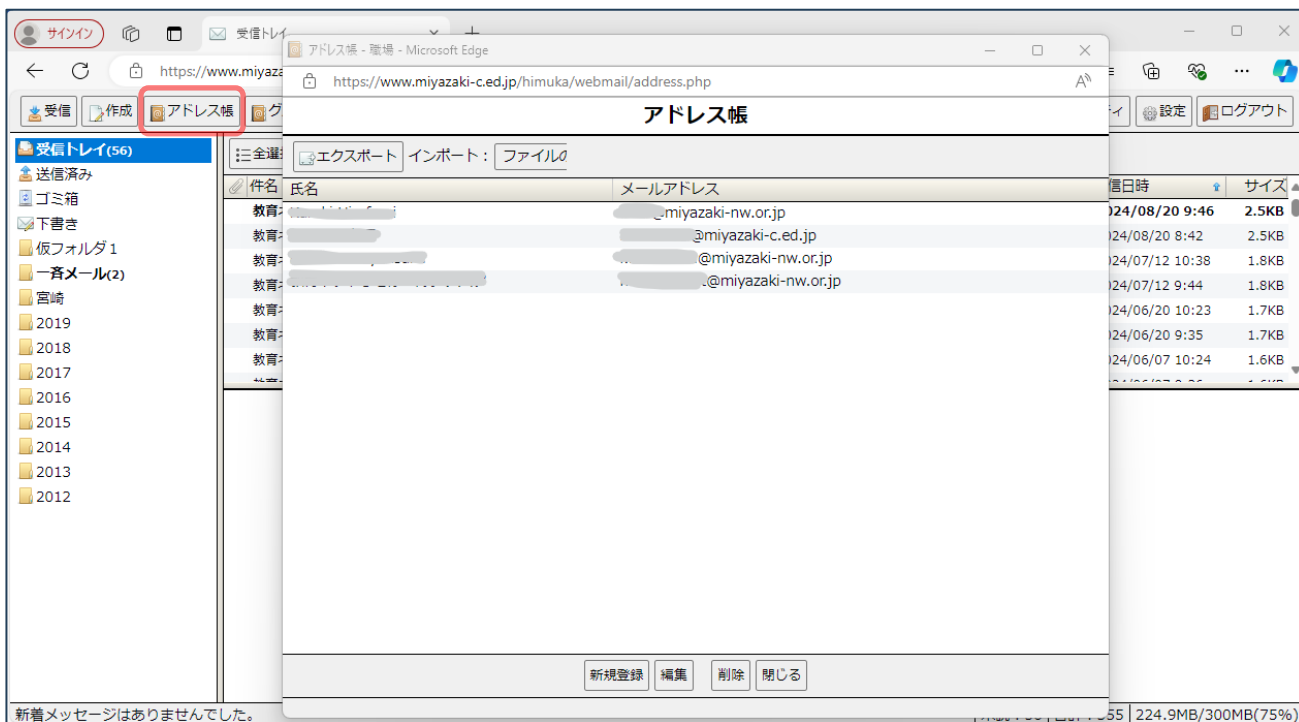 サインイン
受信トレイ
アドレス帳 - 職場 - Microsoft Edge
https://www.miyaza
https://www.miyazaki-c.ed.jp/himuka/webmail/address.php
受信
作成
アドレス帳
グ
ィ
設定
ログアウト
アドレス帳
受信トレイ(56)
送信済み
ゴミ箱
下書き
仮フォルダ1
一斉メール(2)
宮崎
2019
2018
2017
2016
2015
2014
2013
2012
全選
エクスポート
インポート：
ファイルの
件名
氏名
メールアドレス
信日時
サイズ
教育
@miyazaki-nw.or.jp
024/08/20 9:46
2.5KB
教育
@miyazaki-c.ed.jp
024/08/20 8:42
2.5KB
教育
@miyazaki-nw.or.jp
024/07/12 10:38
1.8KB
教育
@miyazaki-nw.or.jp
024/07/12 9:44
1.8KB
教育
024/06/20 10:23
1.7KB
教育
024/06/20 9:35
1.7KB
教育
024/06/07 10:24
1.6KB
新規登録
編集
削除
閉じる
新着メッセージはありませんでした。
55
224.9MB/300MB(75%)